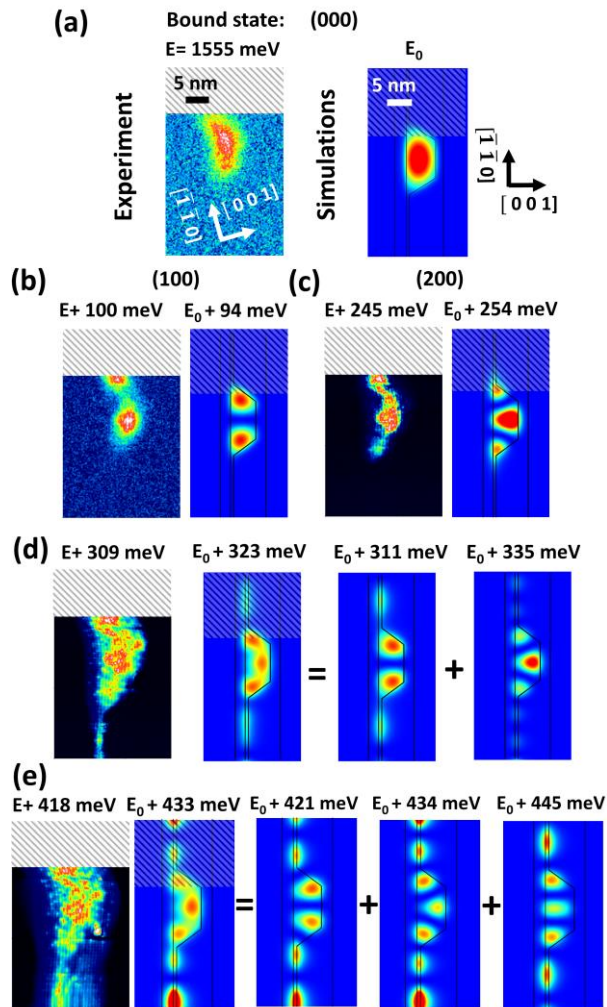 (a) Bound state: (000)
E= 1555 meV E₀
5 nm 5 nm
Experiment
Simulations
[1̅ 1̅ 0] [0 0 1]
[1̅ 1̅ 0]
[0 0 1]
(b) (100) (c) (200)
E+ 100 meV E₀ + 94 meV E+ 245 meV E₀ + 254 meV
(d)
E+ 309 meV E₀ + 323 meV E₀ + 311 meV E₀ + 335 meV
= +
(e)
E+ 418 meV E₀ + 433 meV E₀ + 421 meV E₀ + 434 meV E₀ + 445 meV
= + +